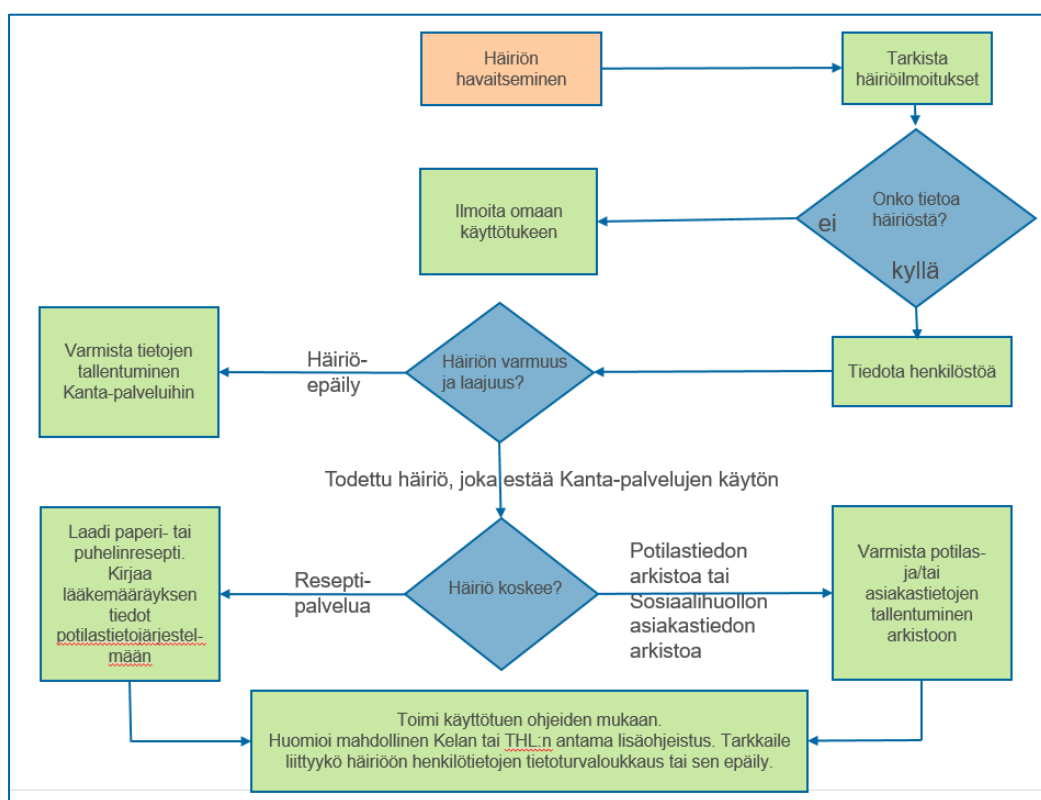 Häiriön
havaitseminen
Tarkista
häiriöilmoitukset
Onko tietoa
häiriöstä?
ei
kyllä
Ilmoita omaan
käyttötukeen
Tiedota henkilöstöä
Häiriön varmuus
ja laajuus?
Häiriö-
epäily
Varmista tietojen
tallentuminen
Kanta-palveluihin
Todettu häiriö, joka estää Kanta-palvelujen käytön
Häiriö koskee?
Resepti-
palvelua
Laadi paperi- tai
puhelinresepti.
Kirjaa
lääkemääräyksen
tiedot
potilastietojärjestel-
mään
Potilastiedon
arkistoa tai
Sosiaalihuollon
asiakastiedon
arkistoa
Varmista potilas-
ja/tai
asiakastietojen
tallentuminen
arkistoon
Toimi käyttötuen ohjeiden mukaan.
Huomioi mahdollinen Kelan tai THL:n antama lisäohjeistus. Tarkkaile
liittyykö häiriöön henkilötietojen tietoturvaloukkaus tai sen epäily.